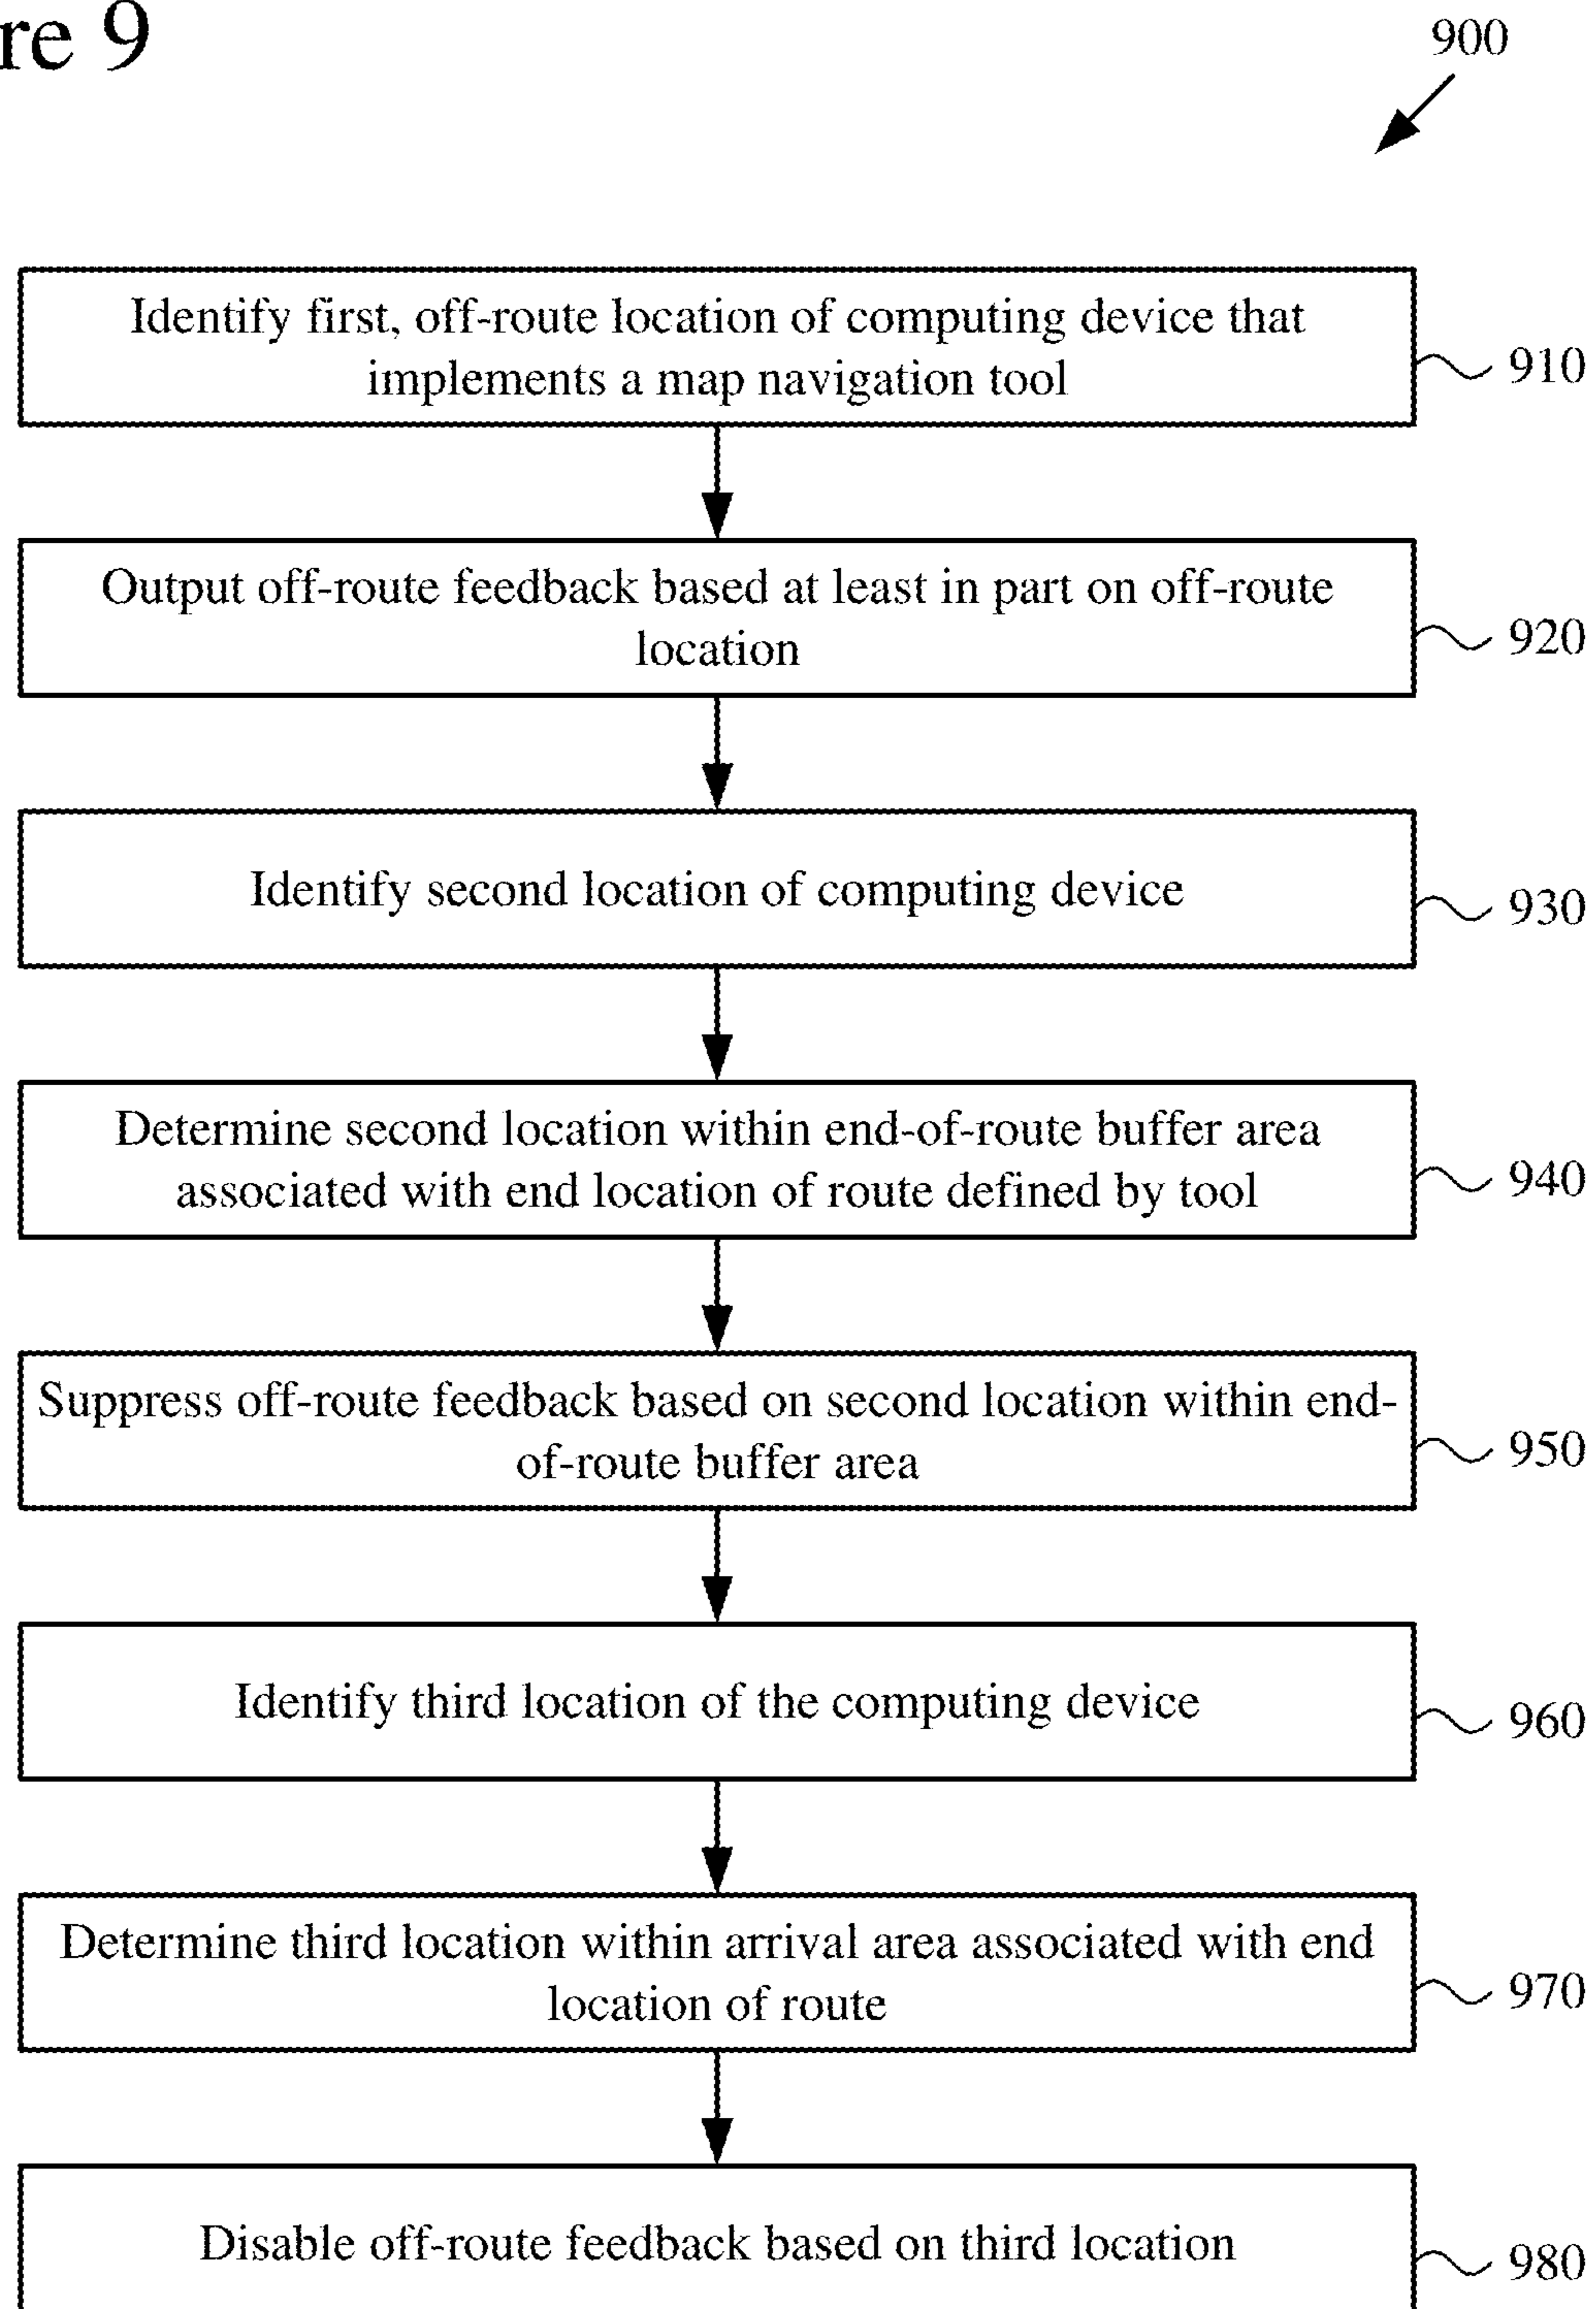 re 9
900
Identify first, off-route location of computing device that
implements a map navigation tool
910
Output off-route feedback based at least in part on off-route
location
920
Identify second location of computing device
930
Determine second location within end-of-route buffer area
associated with end location of route defined by tool
940
Suppress off-route feedback based on second location within end-
of-route buffer area
950
Identify third location of the computing device
960
Determine third location within arrival area associated with end
location of route
970
Disable off-route feedback based on third location
980